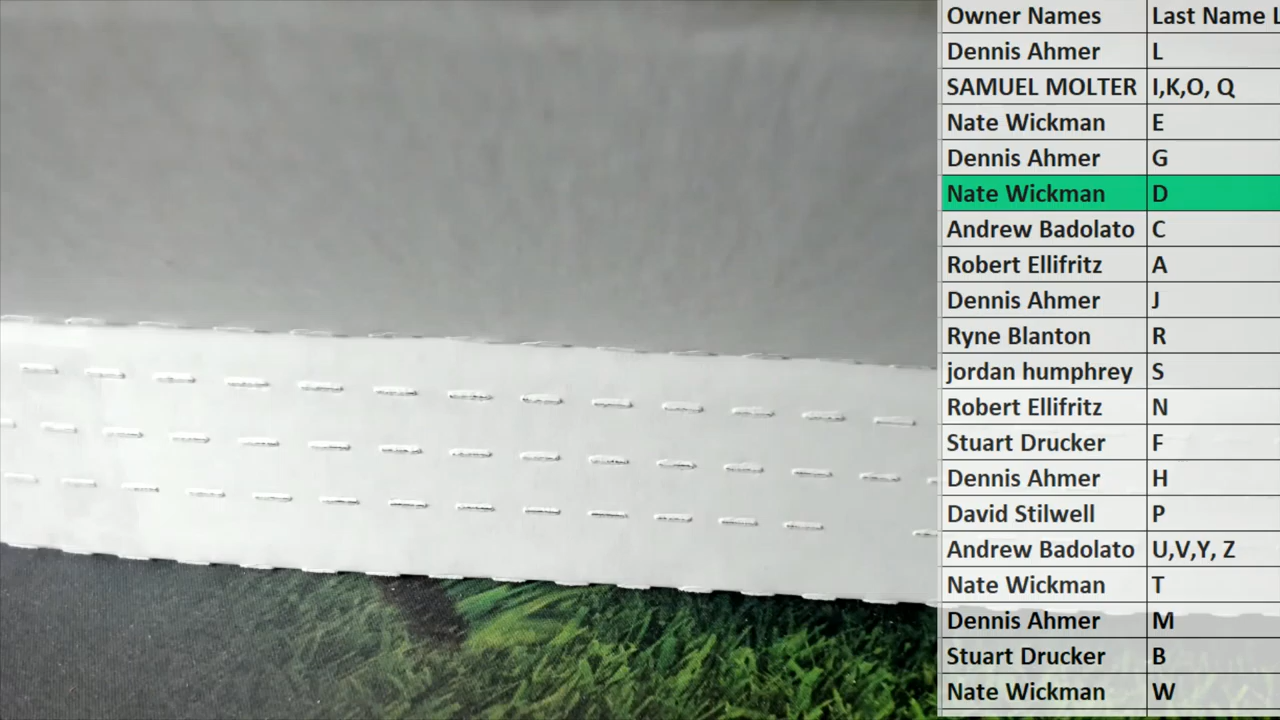 Owner Names Last Name L
Dennis Ahmer L
SAMUEL MOLTER I,K,O, Q
Nate Wickman E
Dennis Ahmer G
Nate Wickman D
Andrew Badolato C
Robert Ellifritz A
Dennis Ahmer J
Ryne Blanton R
jordan humphrey S
Robert Ellifritz N
Stuart Drucker F
Dennis Ahmer H
David Stilwell P
Andrew Badolato U,V,Y, Z
Nate Wickman T
Dennis Ahmer M
Stuart Drucker B
Nate Wickman W